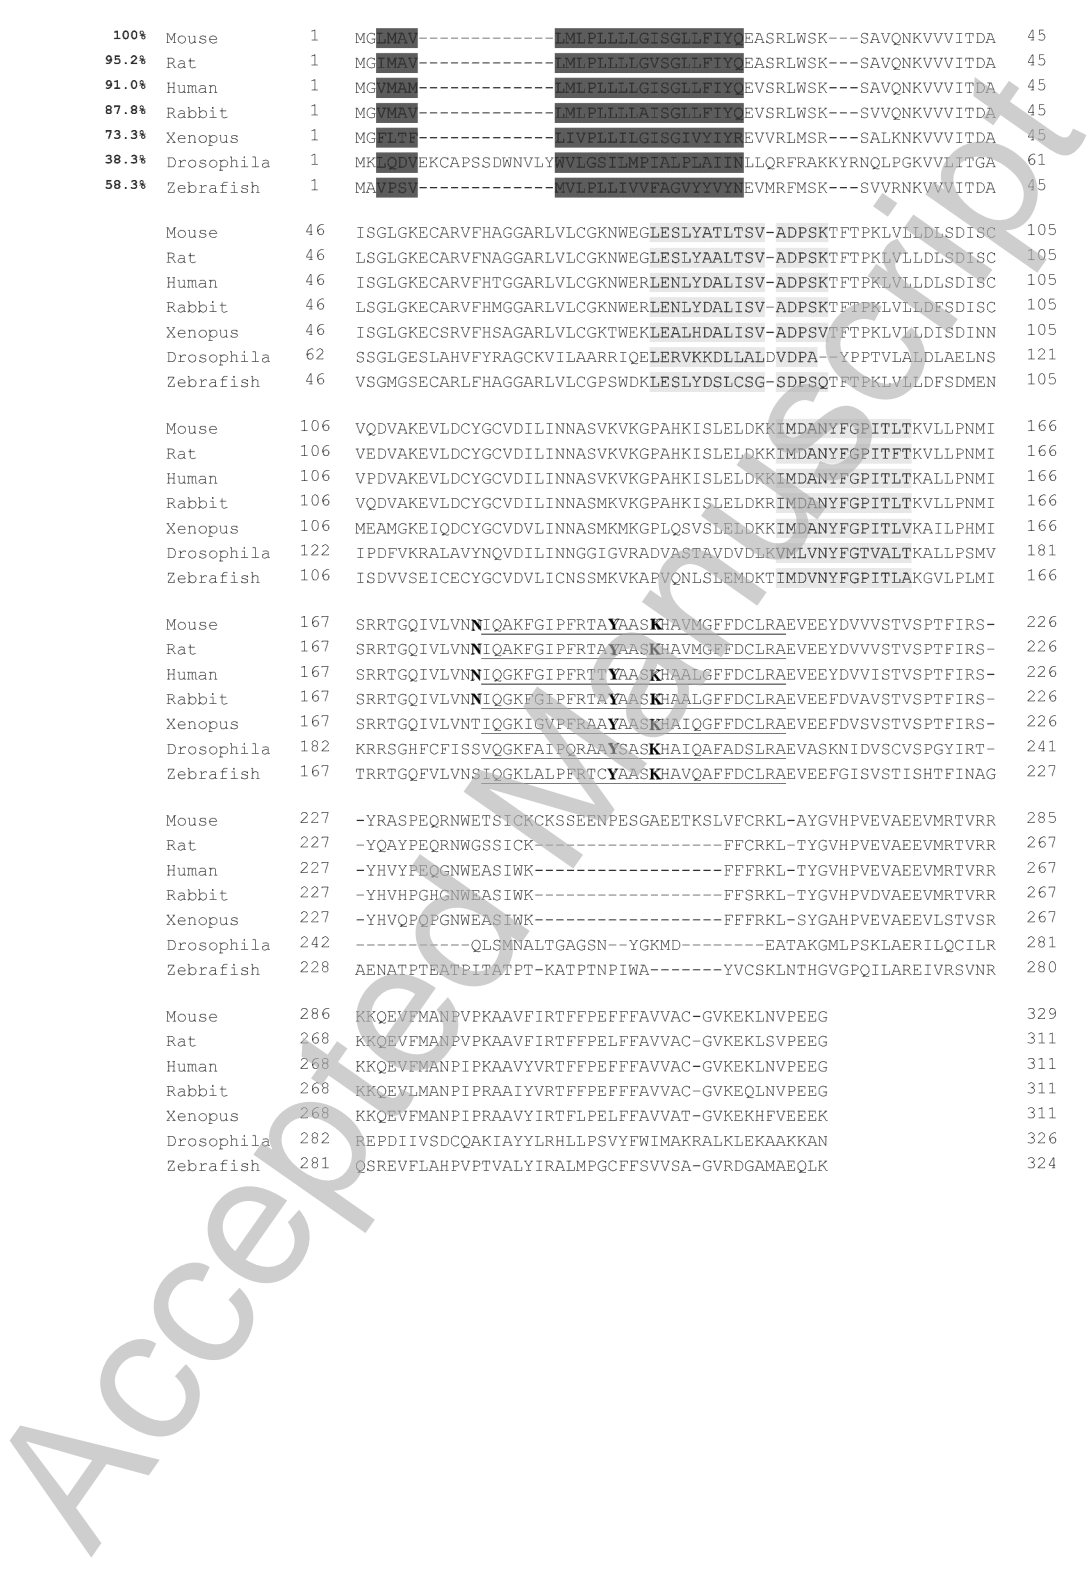 100% Mouse 1 MGLMAV-------------LMLPLLLLGISGLLFIYQEASRLWSK---SAVQNKVVVITDA 45
95.2% Rat 1 MGIMAV-------------LMLPLLLLGVSGLLFIYQEASRLWSK---SAVQNKVVVITDA 45
91.0% Human 1 MGVMAM-------------LMLPLLLLGISGLLFIYQEVSRLWSK---SAVQNKVVVITDA 45
87.8% Rabbit 1 MGVMAV-------------LMLPLLLLAISGLLFIYQEVSRLWSK---SAVQNKVVVITDA 45
73.3% Xenopus 1 MGFLTF-------------LIVPLLILGISGIVYIYREVVRLMSR---SALKNKVVVITDA 45
38.3% Drosophila 1 MKLQDVEKCAPSSDWNVLYWVLGSILMPIALPLAIINLLQRFRAKKYRNQLPGKVVLITGA 61
58.3% Zebrafish 1 MAVPSV-------------MVLPLLIVVFAGVYYVYNEVMRFMSK---SVVRNKVVVITDA 45
Mouse 46 ISGLGKECARVFHAGGARLVLCGKNWEGLESLYATLTSV-ADPSKTFTPKLVLLDLSDISC 105
Rat 46 LSGLGKECARVFNAGGARLVLCGKNWEGLESLYAALTSV-ADPSKTFTPKLVLLDLSDISC 105
Human 46 ISGLGKECARVFHTGGARLVLCGKNWERLENLYDALISV-ADPSKTFTPKLVLLDLSDISC 105
Rabbit 46 LSGLGKECARVFHMGGARLVLCGKNWERLENLYDALISV-ADPSKTFTPKLVLLDFSDISC 105
Xenopus 46 ISGLGKECSRVFHSAGARLVLCGKTWEKLEALHDALISV-ADPSVTFTPKLVLLDISDINN 105
Drosophila 62 SSGLGESLAHVFYRAGCKVILAARRIQELERVKKDLLALDVDPA--YPPTVLALDLAELNS 121
Zebrafish 46 VSGMGSECARLFHAGGARLVLCGPSWDKLESLYDSLCSG-SDPSQTFTPKLVLLDFSDMEN 105
Mouse 106 VQDVAKEVLDCYGCVDILINNASVKVKGPAHKISLELDKKIMDANYFGPITLTKVLLPNMI 166
Rat 106 VEDVAKEVLDCYGCVDILINNASVKVKGPAHKISLELDKKIMDANYFGPITFTKVLLPNMI 166
Human 106 VPDVAKEVLDCYGCVDILINNASVKVKGPAHKISLELDKKIMDANYFGPITLTKALLPNMI 166
Rabbit 106 VQDVAKEVLDCYGCVDILINNASMKVKGPAHKISLELDKRIMDANYFGPITLTKVLLPNMI 166
Xenopus 106 MEAMGKEIQDCYGCVDVLINNASMKMKGPLQSVSLELDKKIMDANYFGPITLVKAILPHMI 166
Drosophila 122 IPDFVKRALAVYNQVDILINNGGIGVRADVASTAVDVDLKVMLVNYFGTVALTKALLPSMV 181
Zebrafish 106 ISDVVSEICECYGCVDVLICNSSMKVKAPVQNLSLEMDKTIMDVNYFGPITLAKGVLPLMI 166
Mouse 167 SRRTGQIVLVNNIQAKFGIPFRTAYAASKHAVMGFFDCLRAEVEEYDVVVSTVSPTFIRS- 226
Rat 167 SRRTGQIVLVNNIQAKFGIPFRTAYAASKHAVMGFFDCLRAEVEEYDVVVSTVSPTFIRS- 226
Human 167 SRRTGQIVLVNNIQGKFGIPFRTTYAASKHAALGFFDCLRAEVEEYDVVISTVSPTFIRS- 226
Rabbit 167 SRRTGQIVLVNNIQGKFGIPFRTAYAASKHAALGFFDCLRAEVEEFDVAVSTVSPTFIRS- 226
Xenopus 167 SRRTGQIVLVNTIQGKIGVPFRAAYAASKHAIQGFFDCLRAEVEEFDVSVSTVSPTFIRS- 226
Drosophila 182 KRRSGHFCFISSVQGKFAIPQRAAYSASKHAIQAFADSLRAEVASKNIDVSCVSPGYIRT- 241
Zebrafish 167 TRRTGQFVLVNSIQGKLALPFRTCYAASKHAVQAFFDCLRAEVEEFGISVSTISHTFINAG 227
Mouse 227 -YRASPEQRNWETSICKCKSSEENPESGAEETKSLVFCRKL-AYGVHPVEVAEEVMRTVRR 285
Rat 227 -YQAYPEQRNWGSSICK------------------FFCRKL-TYGVHPVEVAEEVMRTVRR 267
Human 227 -YHVYPEQGNWEASIWK------------------FFFRKL-TYGVHPVEVAEEVMRTVRR 267
Rabbit 227 -YHVHPGHGNWEASIWK------------------FFSRKL-TYGVHPVDVAEEVMRTVRR 267
Xenopus 227 -YHVQPQPGNWEASIWK------------------FFFRKL-SYGAHPVEVAEEVLSTVSR 267
Drosophila 242 -----------QLSMNALTGAGSN--YGKMD--------EATAKGMLPSKLAERILQCILR 281
Zebrafish 228 AENATPTEATPITATPT-KATPTNPIWA-------YVCSKLNTHGVGPQILAREIVRSVNR 280
Mouse 286 KKQEVFMANPVPKAAVFIRTFFPEFFFAVVAC-GVKEKLNVPEEG 329
Rat 268 KKQEVFMANPVPKAAVFIRTFFPELFFAVVAC-GVKEKLSVPEEG 311
Human 268 KKQEVFMANPIPKAAVYVRTFFPEFFFAVVAC-GVKEKLNVPEEG 311
Rabbit 268 KKQEVLMANPIPRAAIYVRTFFPEFFFAVVAC-GVKEQLNVPEEG 311
Xenopus 268 KKQEVFMANPIPRAAVYIRTFLPELFFAVVAT-GVKEKHFVEEEK 311
Drosophila 282 REPDIIVSDCQAKIAYYLRHLLPSVYFWIMAKRALKLEKAAKKAN 326
Zebrafish 281 QSREVFLAHPVPTVALYIRALMPGCFFSVVSA-GVRDGAMAEQLK 324
Accepted Manuscript